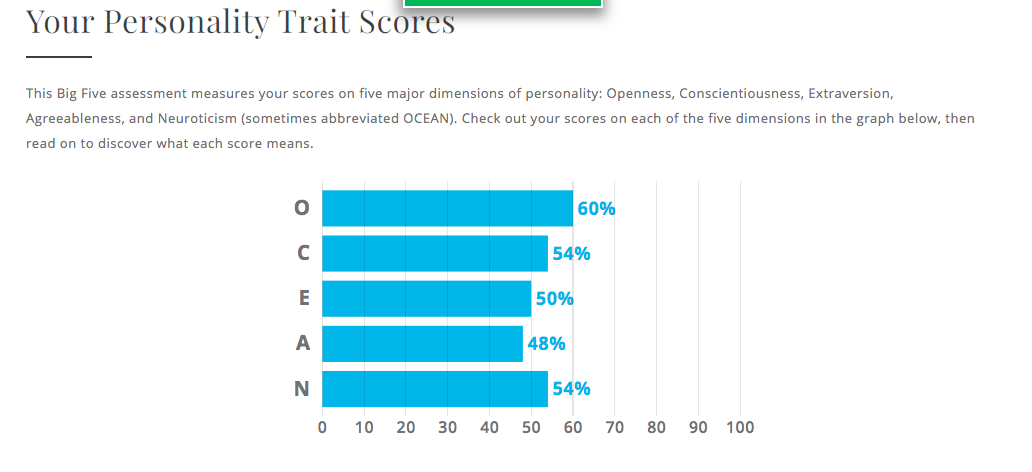 Your Personality Trait Scores
This Big Five assessment measures your scores on five major dimensions of personality: Openness, Conscientiousness, Extraversion,
Agreeableness, and Neuroticism (sometimes abbreviated OCEAN). Check out your scores on each of the five dimensions in the graph below, then
read on to discover what each score means.
O 60%
C 54%
E 50%
A 48%
N 54%
0 10 20 30 40 50 60 70 80 90 100